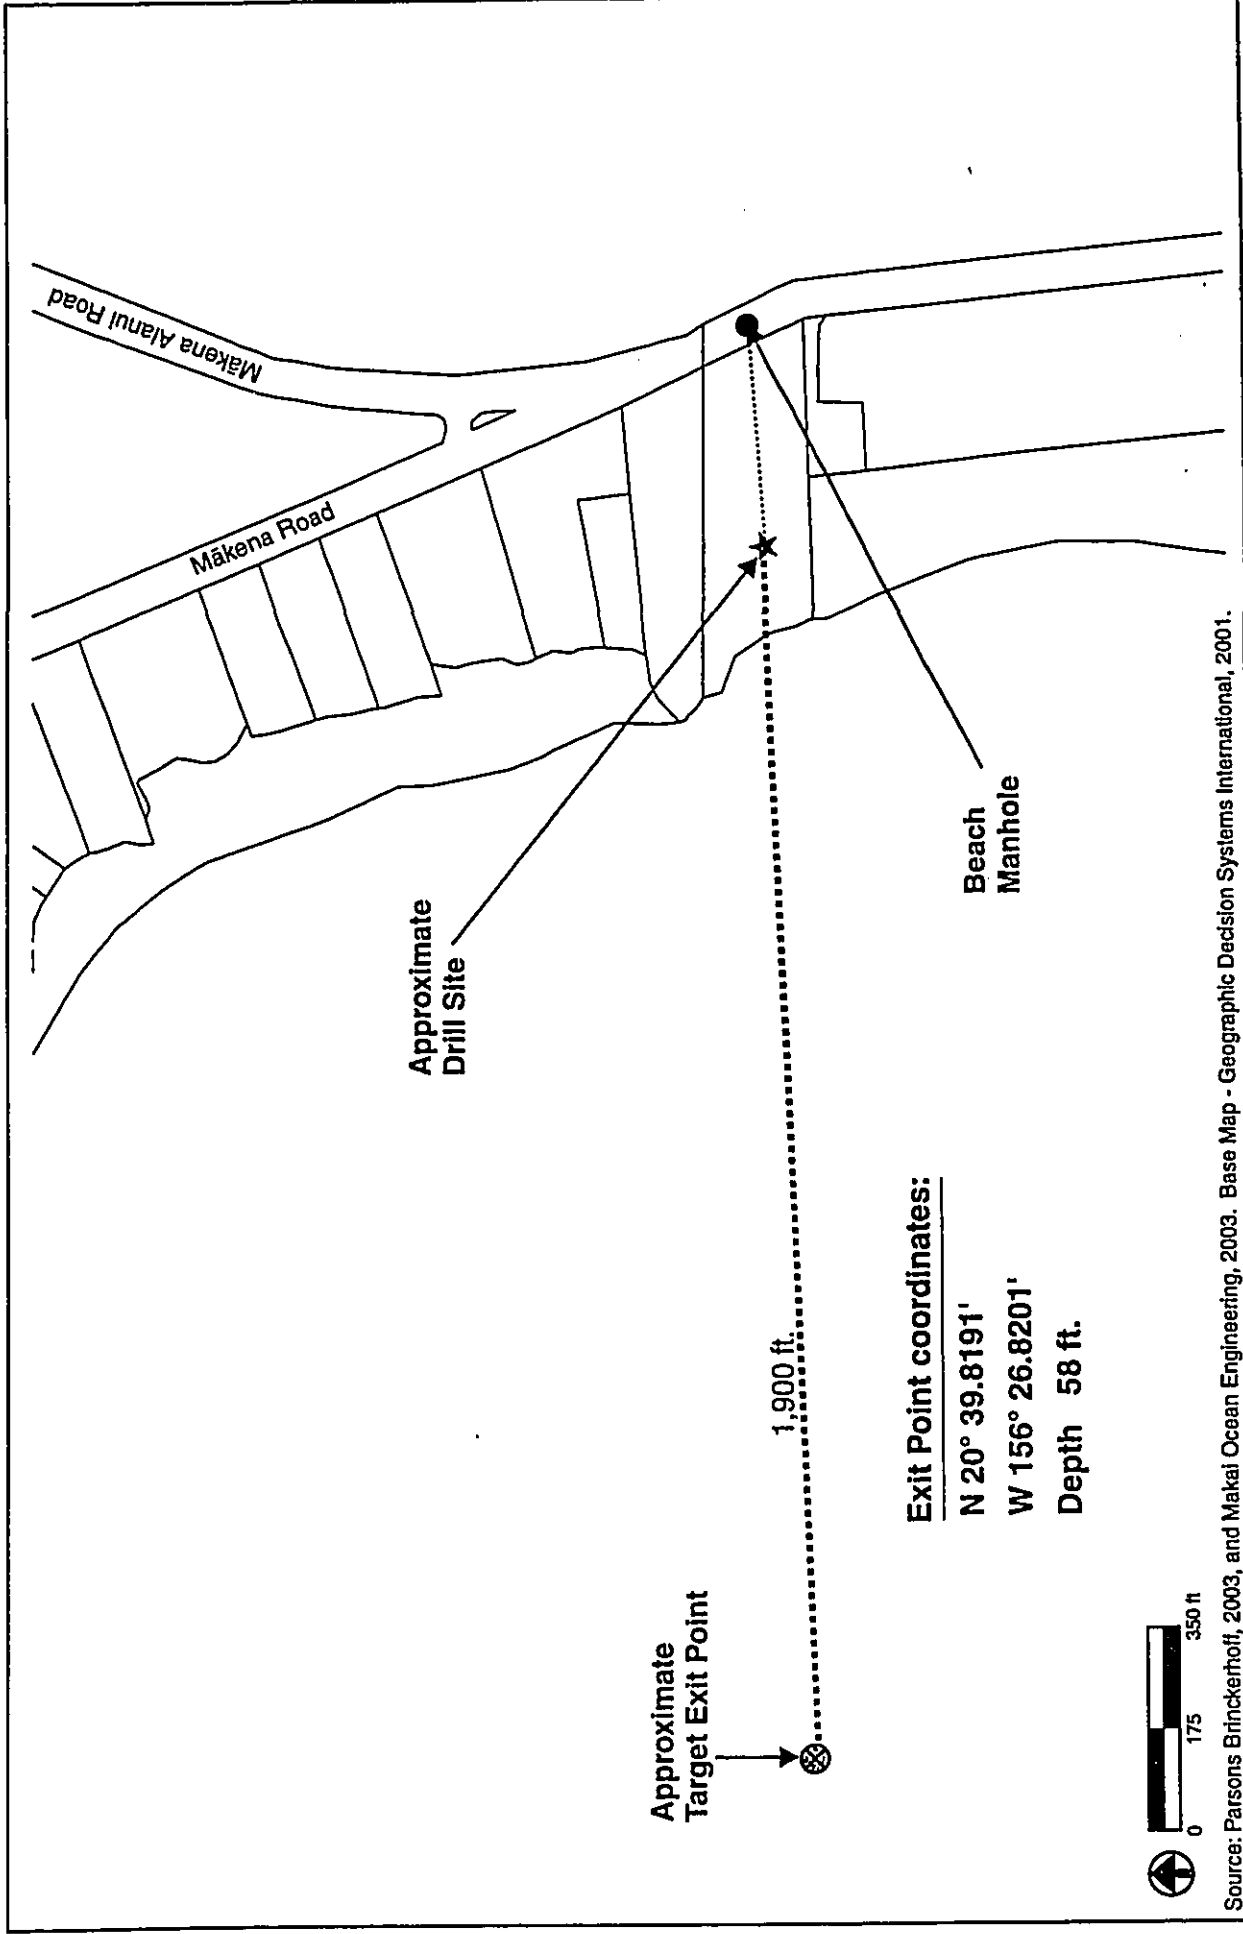 Mākena Alanui Road
Mākena Road
Approximate
Drill Site
Beach
Manhole
1,900 ft.
Approximate
Target Exit Point
Exit Point coordinates:
N 20° 39.8191'
W 156° 26.8201'
Depth 58 ft.
0 175 350 ft
Source: Parsons Brinckerhoff, 2003, and Makai Ocean Engineering, 2003. Base Map - Geographic Decision Systems International, 2001.